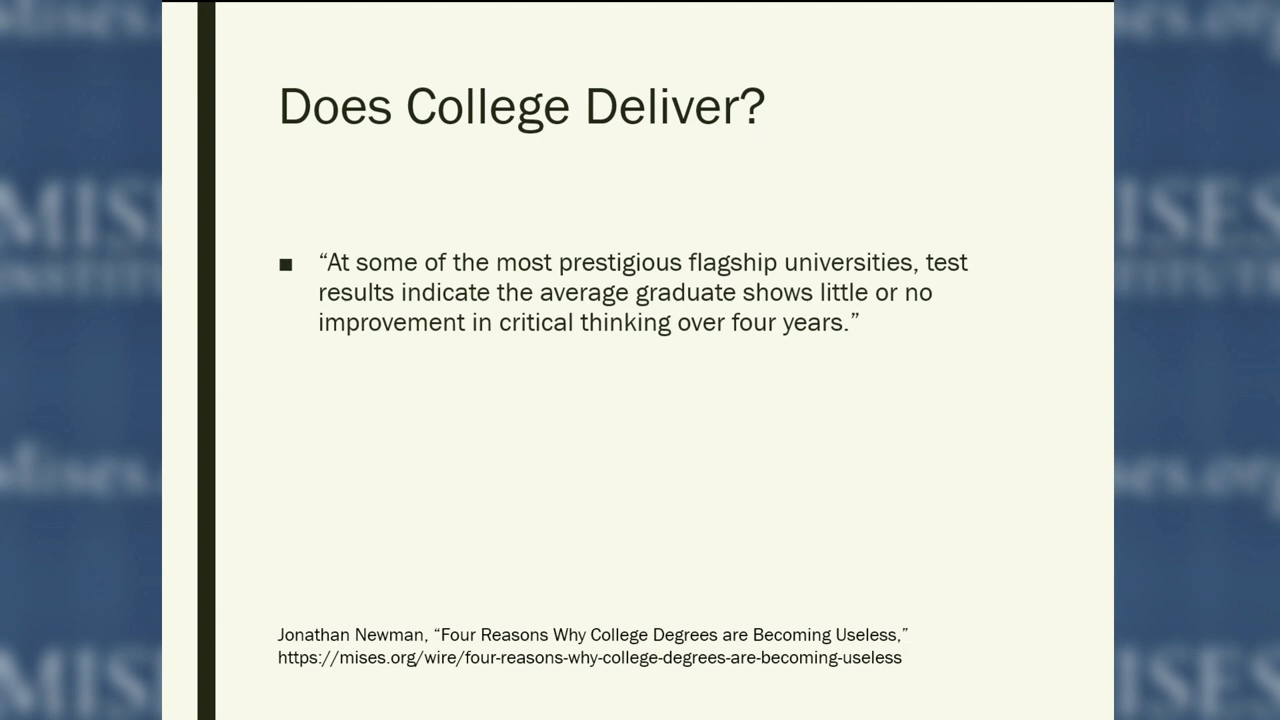 Does College Deliver?
■ “At some of the most prestigious flagship universities, test
results indicate the average graduate shows little or no
improvement in critical thinking over four years.”
Jonathan Newman, “Four Reasons Why College Degrees are Becoming Useless,”
https://mises.org/wire/four-reasons-why-college-degrees-are-becoming-useless